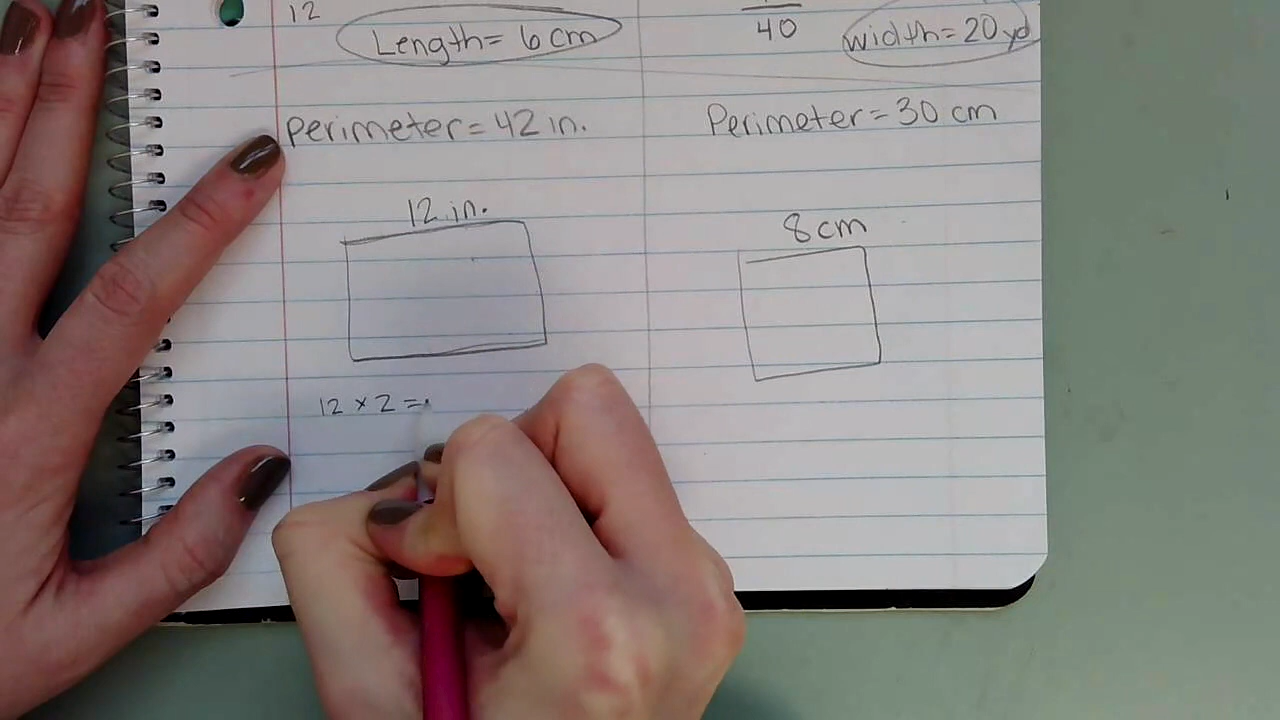 12
Length= 6 cm
40
width=20 yd
perimeter= 42 in.
Perimeter= 30 cm
12 in.
8 cm
12 × 2 =